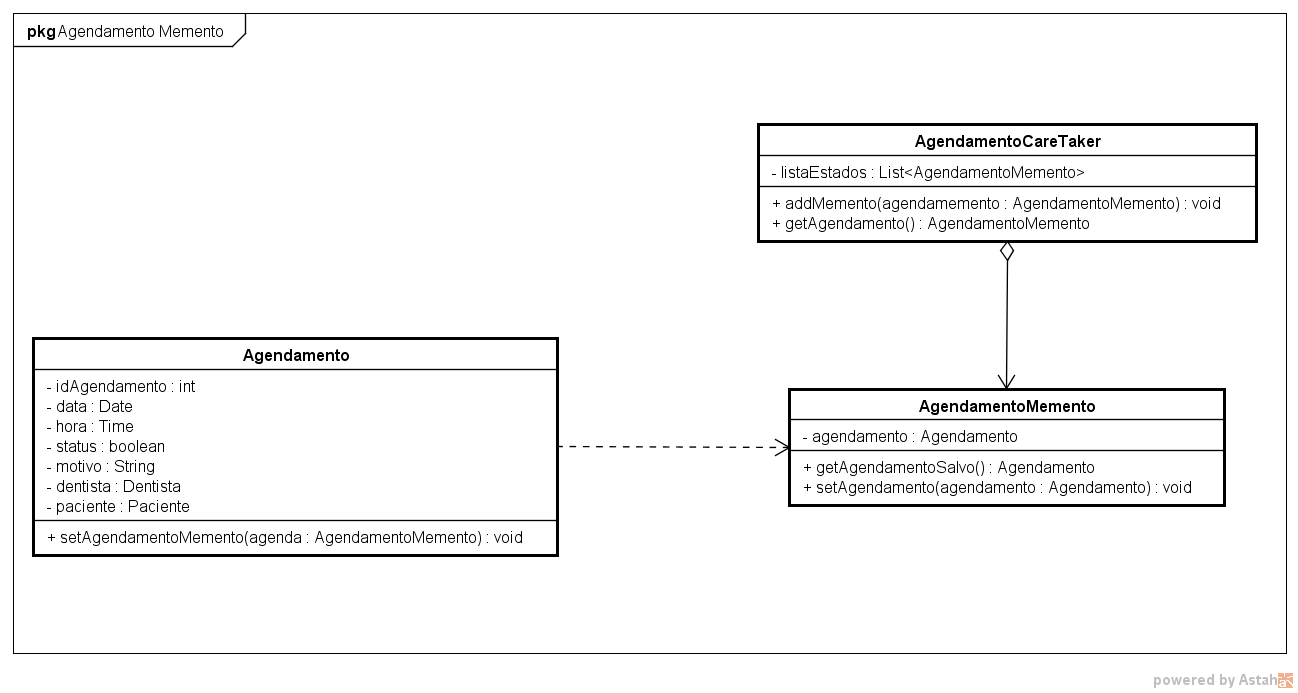 pkg Agendamento Memento
AgendamentoCareTaker
- listaEstados : List<AgendamentoMemento>
+ addMemento(agendamemento : AgendamentoMemento) : void
+ getAgendamento() : AgendamentoMemento
Agendamento
- idAgendamento : int
- data : Date
- hora : Time
- status : boolean
- motivo : String
- dentista : Dentista
- paciente : Paciente
+ setAgendamentoMemento(agenda : AgendamentoMemento) : void
AgendamentoMemento
- agendamento : Agendamento
+ getAgendamentoSalvo() : Agendamento
+ setAgendamento(agendamento : Agendamento) : void
powered by Astah